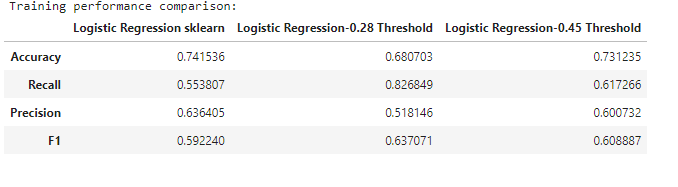 Training performance comparison:
Logistic Regression sklearn Logistic Regression-0.28 Threshold Logistic Regression-0.45 Threshold
Accuracy 0.741536 0.680703 0.731235
Recall 0.553807 0.826849 0.617266
Precision 0.636405 0.518146 0.600732
F1 0.592240 0.637071 0.608887